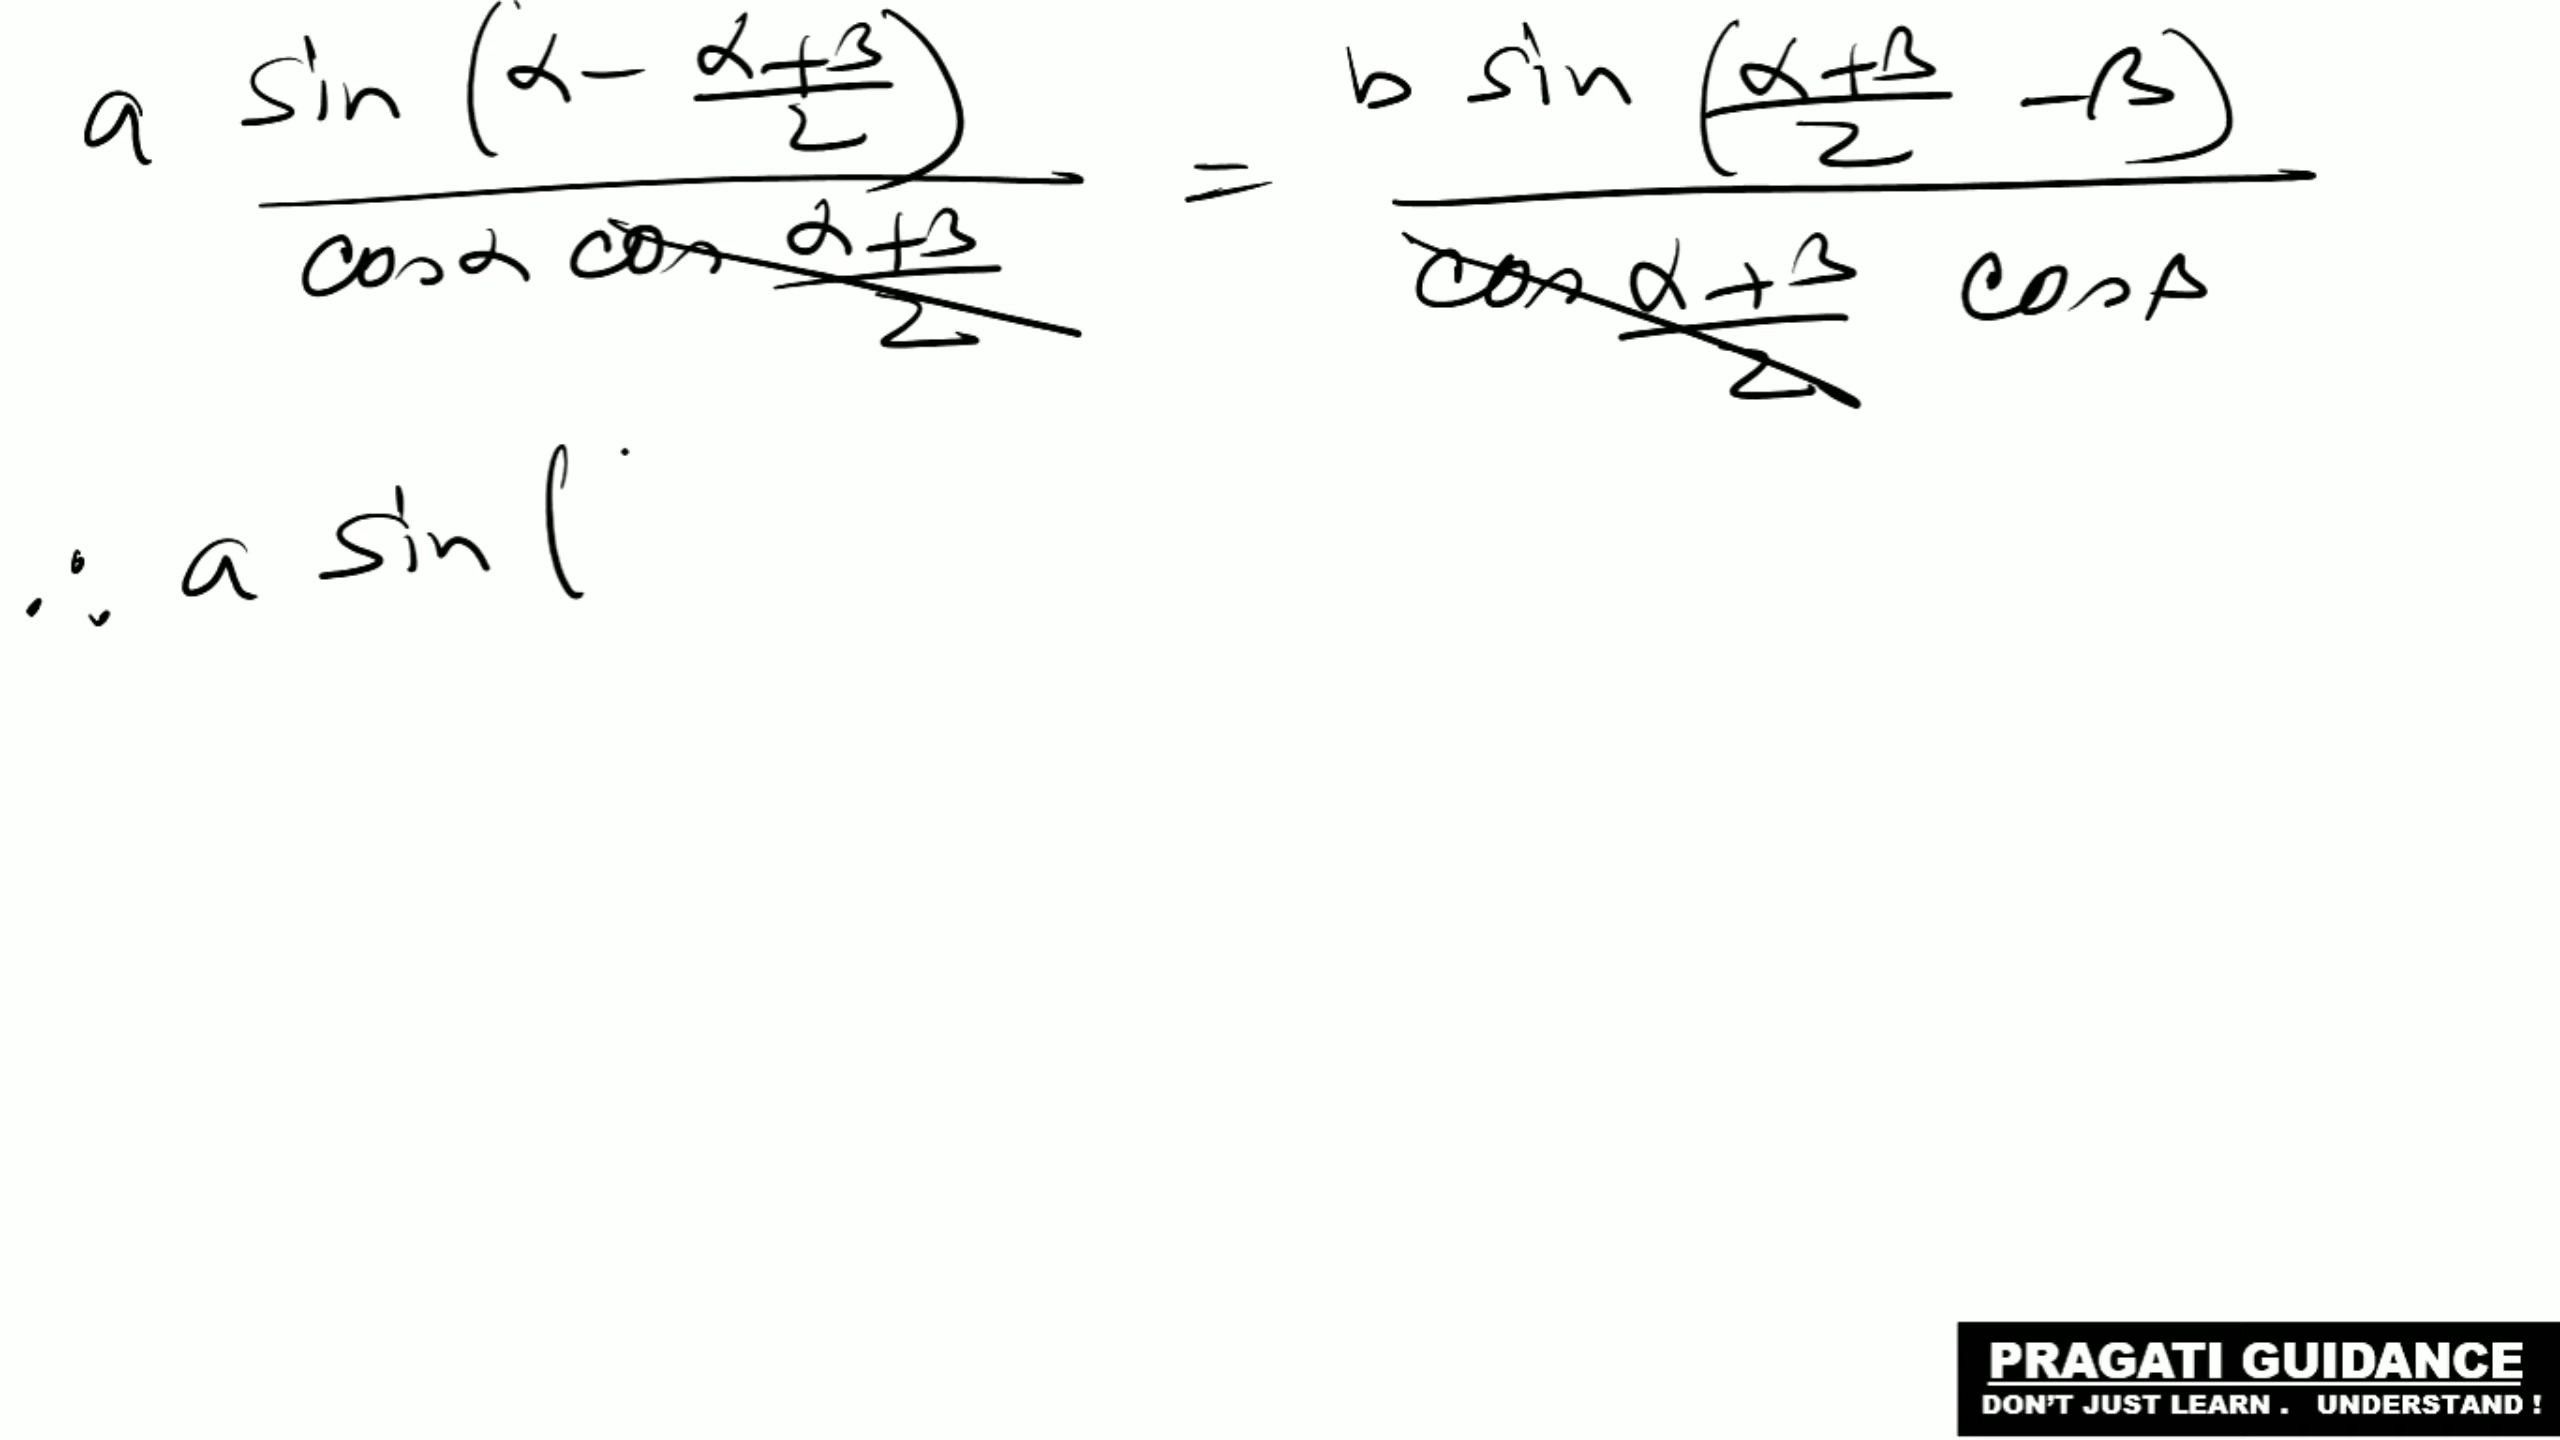 a sin (α - (α+β)/2) / (cos α cos (α+β)/2) = b sin ((α+β)/2 - β) / (cos (α+β)/2 cos β)
∴ a sin (
PRAGATI GUIDANCE
DON'T JUST LEARN . UNDERSTAND !